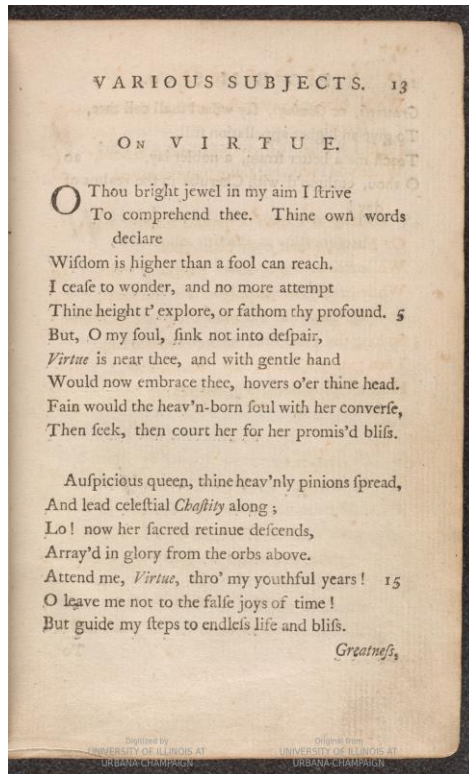 VARIOUS SUBJECTS. 13
ON VIRTUE.
O Thou bright jewel in my aim I ſtrive
To comprehend thee. Thine own words
declare
Wiſdom is higher than a fool can reach.
I ceaſe to wonder, and no more attempt
Thine height t' explore, or fathom thy profound. 5
But, O my ſoul, ſink not into deſpair,
Virtue is near thee, and with gentle hand
Would now embrace thee, hovers o'er thine head.
Fain would the heav'n-born ſoul with her converſe,
Then ſeek, then court her for her promis'd bliſs.
Auſpicious queen, thine heav'nly pinions ſpread,
And lead celeſtial Chaſtity along;
Lo! now her ſacred retinue deſcends,
Array'd in glory from the orbs above.
Attend me, Virtue, thro' my youthful years! 15
O leave me not to the falſe joys of time!
But guide my ſteps to endleſs life and bliſs.
Greatneſs,
Digitized by
UNIVERSITY OF ILLINOIS AT
URBANA-CHAMPAIGN
Original from
UNIVERSITY OF ILLINOIS AT
URBANA-CHAMPAIGN